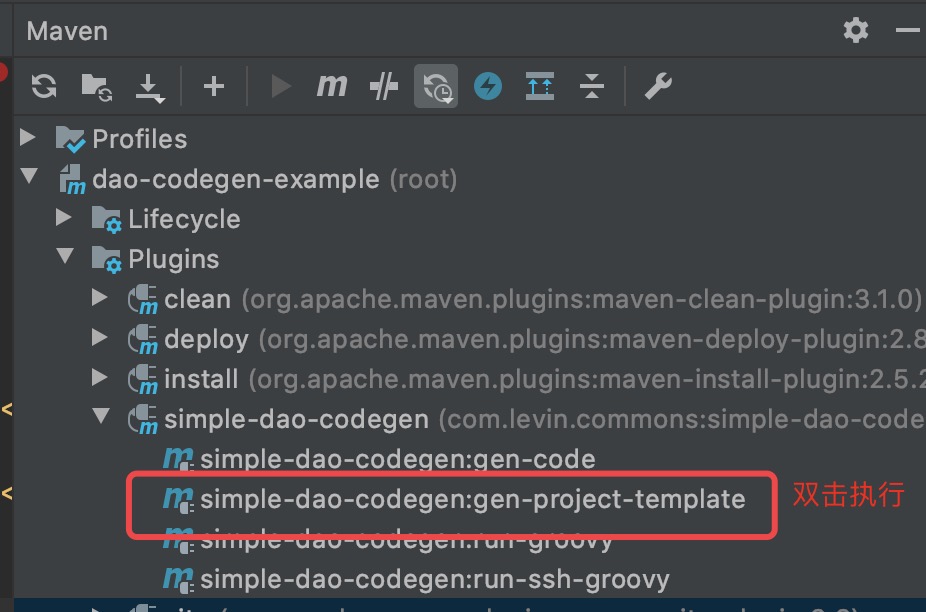 Maven
m
Profiles
dao-codegen-example (root)
Lifecycle
Plugins
clean (org.apache.maven.plugins:maven-clean-plugin:3.1.0)
deploy (org.apache.maven.plugins:maven-deploy-plugin:2.8
install (org.apache.maven.plugins:maven-install-plugin:2.5.2
simple-dao-codegen (com.levin.commons:simple-dao-code
simple-dao-codegen:gen-code
simple-dao-codegen:gen-project-template 双击执行
simple-dao-codegen:run-groovy
simple-dao-codegen:run-ssh-groovy